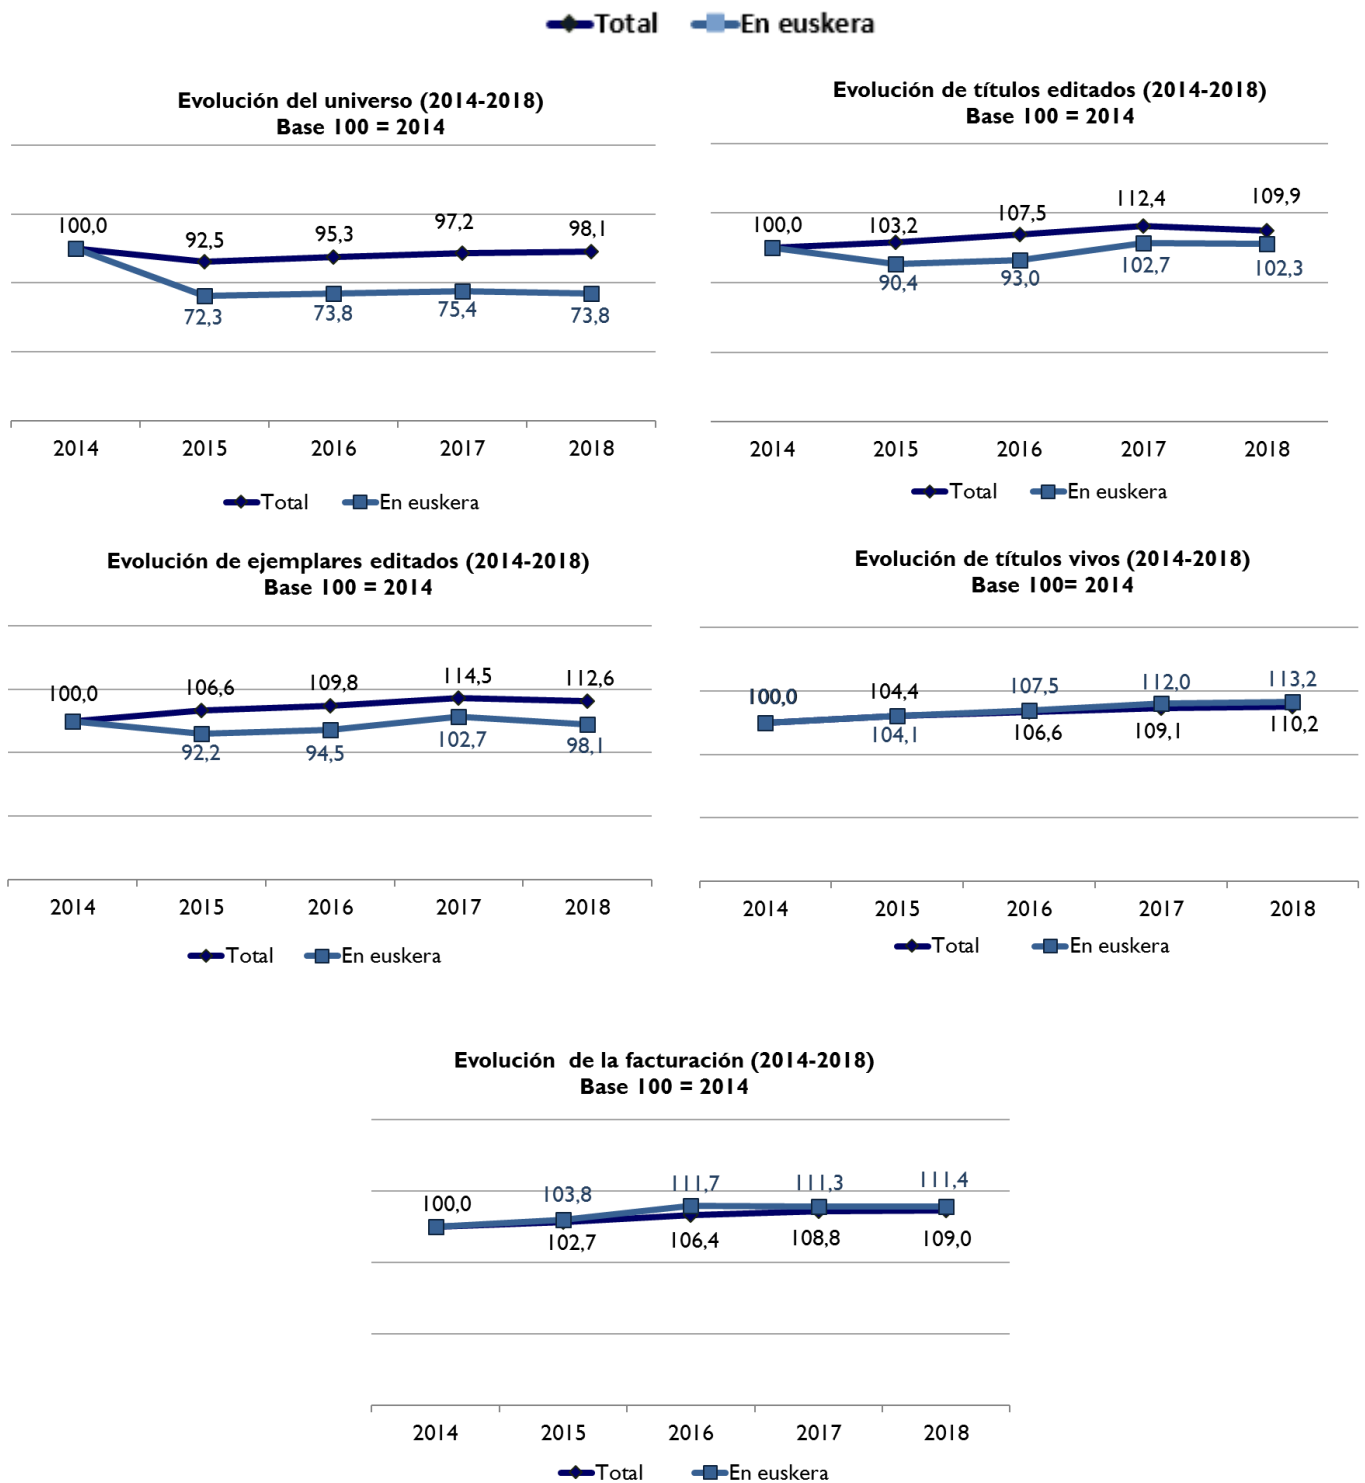 Total En euskera
Evolución del universo (2014-2018)
Base 100 = 2014
100,0 92,5 95,3 97,2 98,1
72,3 73,8 75,4 73,8
2014 2015 2016 2017 2018
Total En euskera
Evolución de títulos editados (2014-2018)
Base 100 = 2014
100,0 103,2 107,5 112,4 109,9
90,4 93,0 102,7 102,3
2014 2015 2016 2017 2018
Total En euskera
Evolución de ejemplares editados (2014-2018)
Base 100 = 2014
100,0 106,6 109,8 114,5 112,6
92,2 94,5 102,7 98,1
2014 2015 2016 2017 2018
Total En euskera
Evolución de títulos vivos (2014-2018)
Base 100= 2014
100,0 104,4 107,5 112,0 113,2
104,1 106,6 109,1 110,2
2014 2015 2016 2017 2018
Total En euskera
Evolución  de la facturación (2014-2018)
Base 100 = 2014
100,0 103,8 111,7 111,3 111,4
102,7 106,4 108,8 109,0
2014 2015 2016 2017 2018
Total En euskera